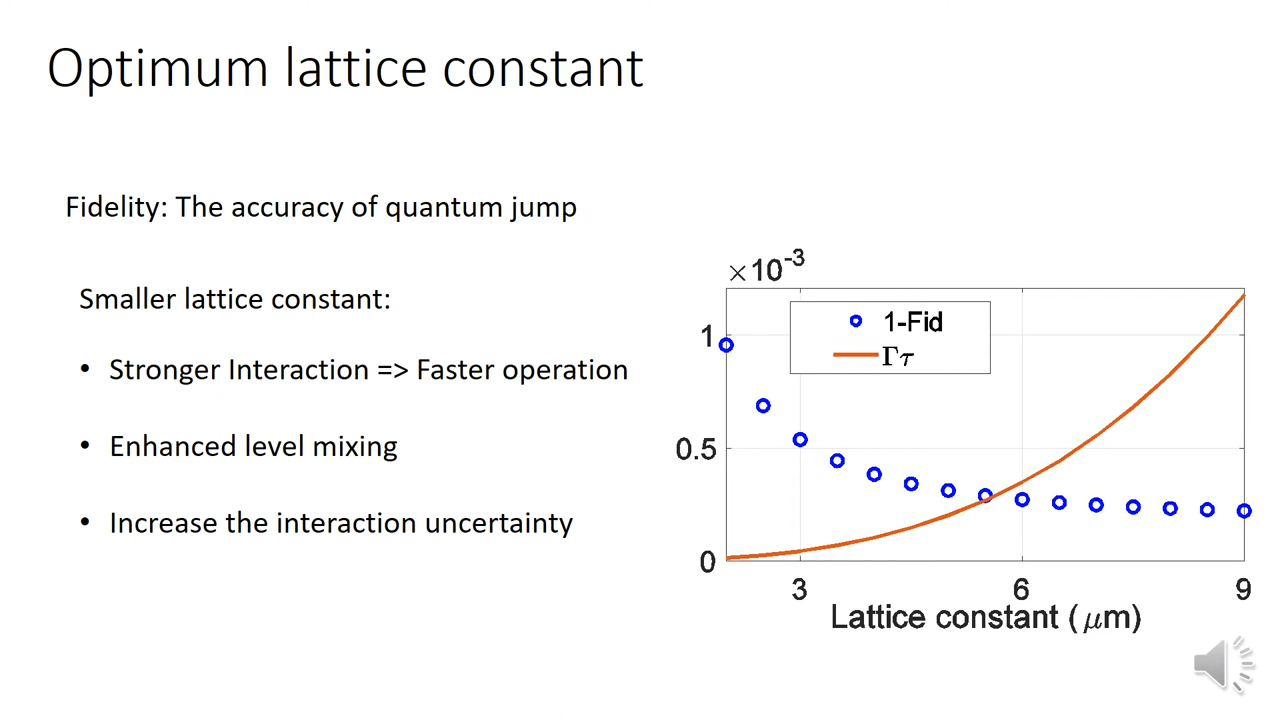 Optimum lattice constant
Fidelity: The accuracy of quantum jump
Smaller lattice constant:
• Stronger Interaction => Faster operation
• Enhanced level mixing
• Increase the interaction uncertainty
×10⁻³
1-Fid
Γτ
1
0.5
0
3 6 9
Lattice constant (μm)